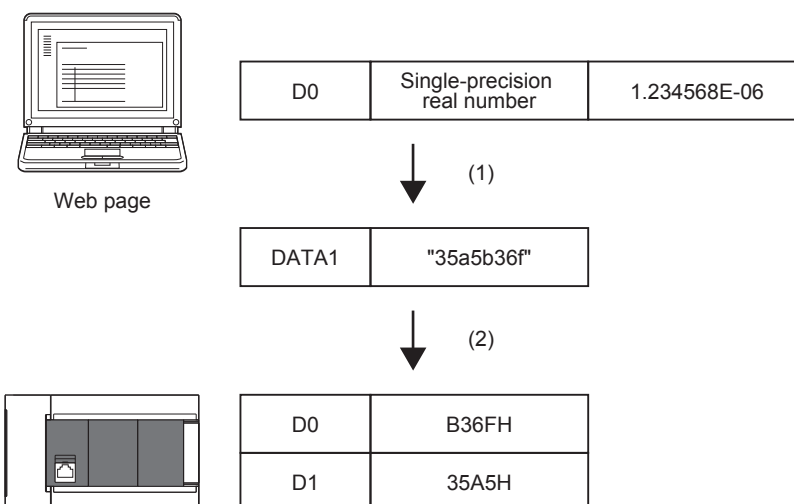 D0
Single-precision
real number
1.234568E-06
(1)
Web page
DATA1
"35a5b36f"
(2)
D0
B36FH
D1
35A5H